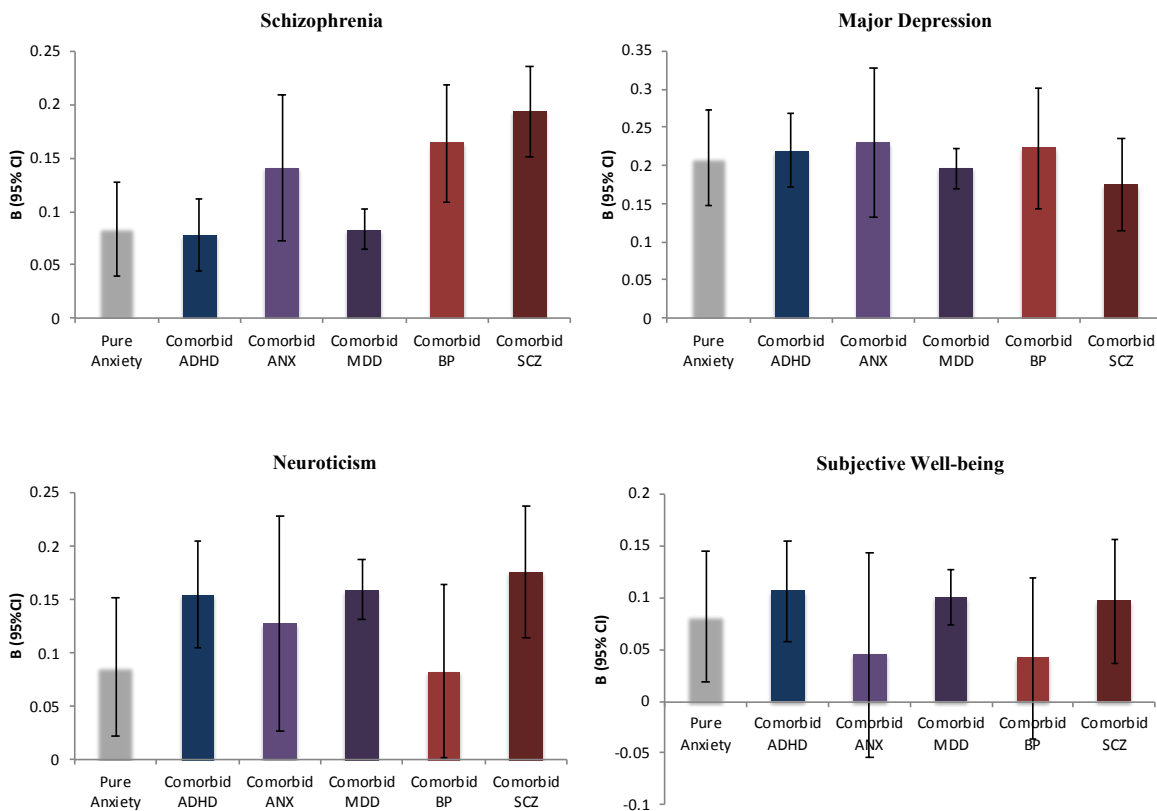 Schizophrenia
B (95% CI)
0.25
0.2
0.15
0.1
0.05
0
Pure Anxiety
Comorbid ADHD
Comorbid ANX
Comorbid MDD
Comorbid BP
Comorbid SCZ
Major Depression
B (95% CI)
0.35
0.3
0.25
0.2
0.15
0.1
0.05
0
Pure Anxiety
Comorbid ADHD
Comorbid ANX
Comorbid MDD
Comorbid BP
Comorbid SCZ
Neuroticism
B (95%CI)
0.25
0.2
0.15
0.1
0.05
0
Pure Anxiety
Comorbid ADHD
Comorbid ANX
Comorbid MDD
Comorbid BP
Comorbid SCZ
Subjective Well-being
B (95% CI)
0.2
0.15
0.1
0.05
0
-0.05
-0.1
Pure Anxiety
Comorbid ADHD
Comorbid ANX
Comorbid MDD
Comorbid BP
Comorbid SCZ